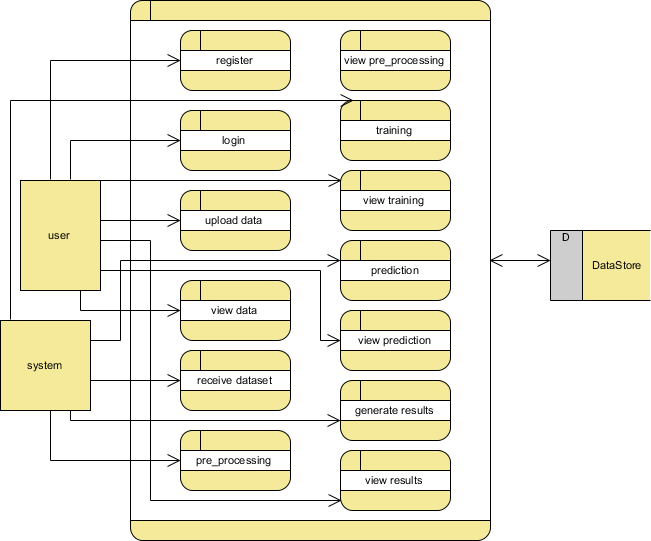 register
view pre_processing
training
login
view training
upload data
user
D
DataStore
prediction
view data
view prediction
system
receive dataset
generate results
pre_processing
view results